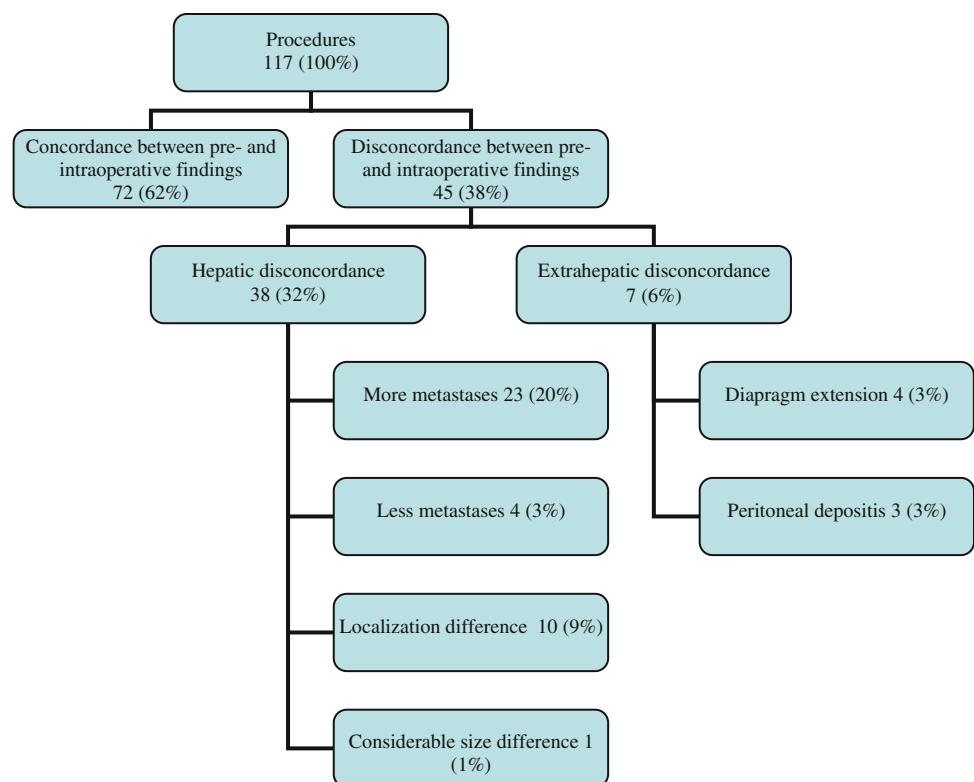 Procedures
117 (100%)
Concordance between pre- and
intraoperative findings
72 (62%)
Disconcordance between pre-
and intraoperative findings
45 (38%)
Hepatic disconcordance
38 (32%)
Extrahepatic disconcordance
7 (6%)
More metastases 23 (20%)
Diapragm extension 4 (3%)
Less metastases 4 (3%)
Peritoneal depositis 3 (3%)
Localization difference 10 (9%)
Considerable size difference 1
(1%)